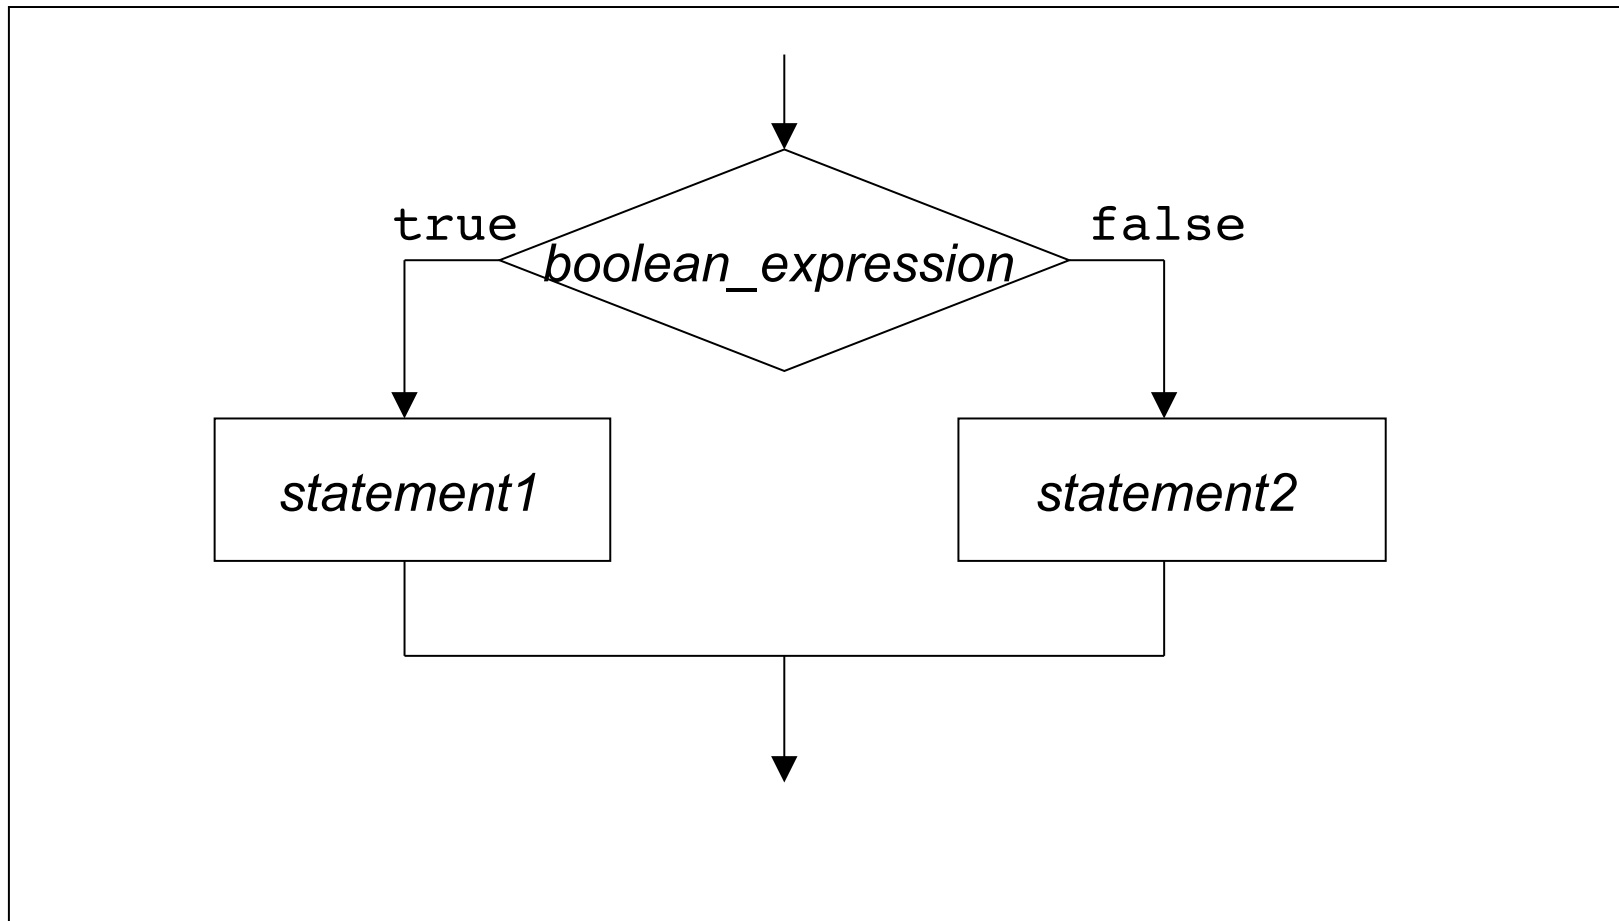 true
false
boolean_expression
statement1
statement2